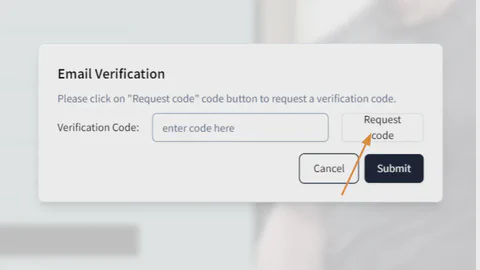 Email Verification
Please click on "Request code" code button to request a verification code.
Verification Code:
enter code here
Request
code
Cancel
Submit